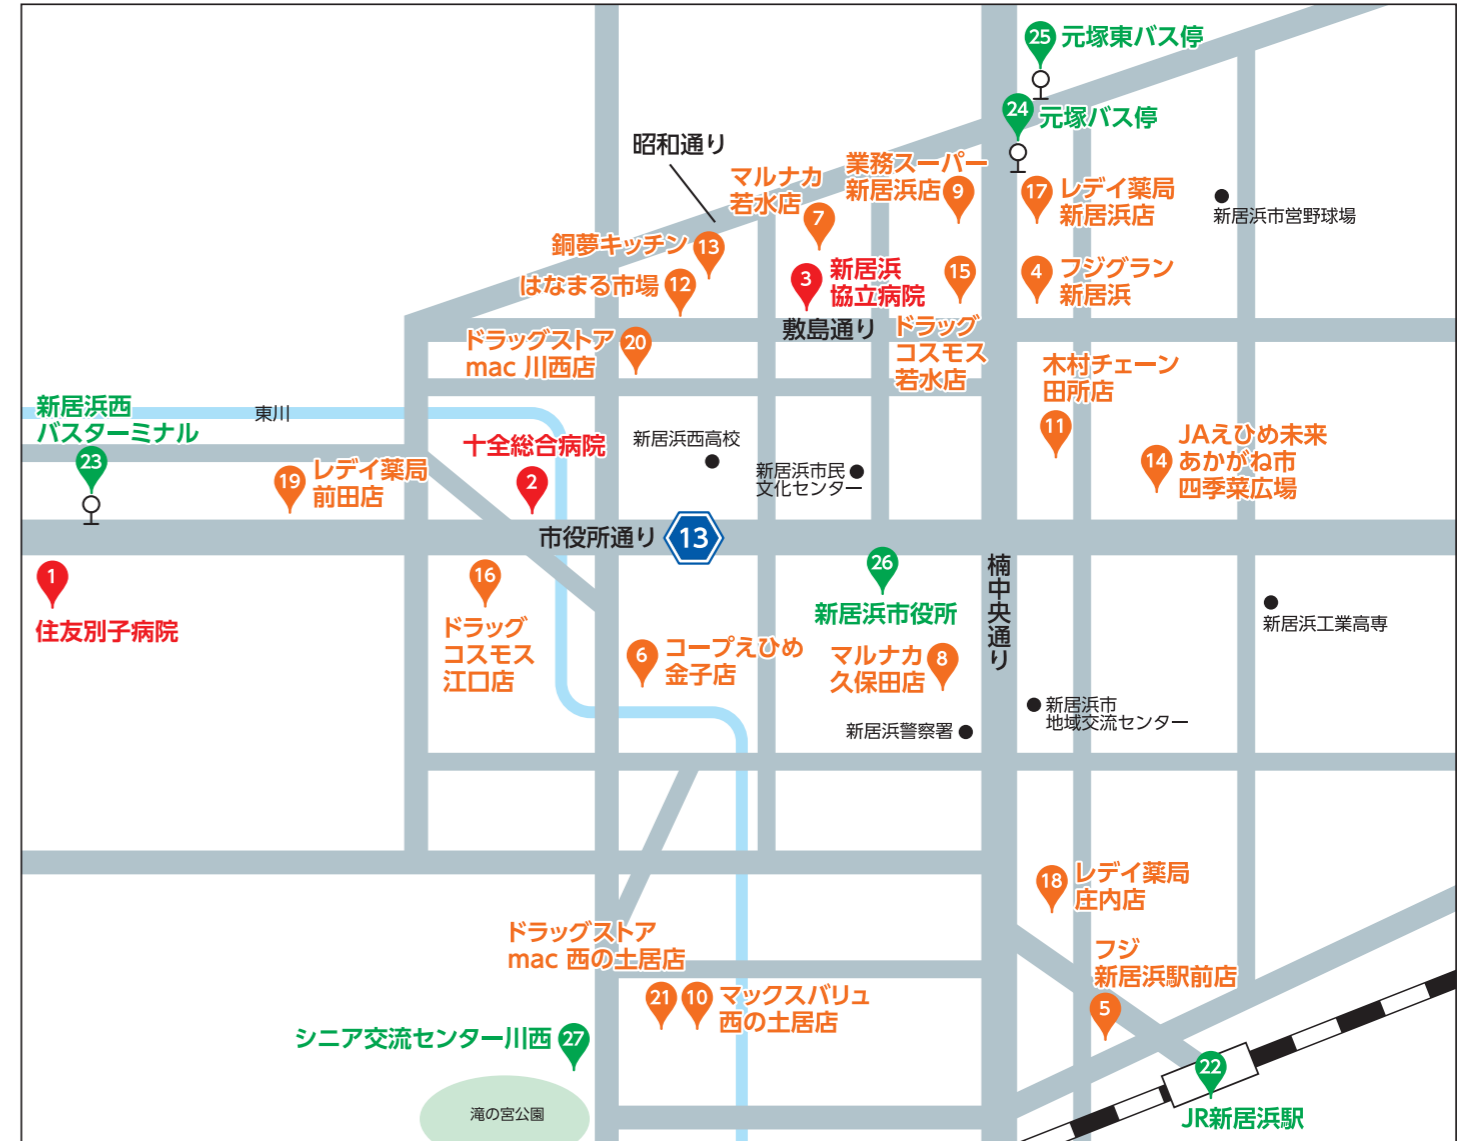 25
元塚東バス停
24
元塚バス停
昭和通り
マルナカ
若水店
7
業務スーパー
新居浜店
9
17
レデイ薬局
新居浜店
新居浜市営野球場
銅夢キッチン
13
はなまる市場
12
3
新居浜
協立病院
15
ドラッグ
コスモス
若水店
4
フジグラン
新居浜
敷島通り
ドラッグストア
mac 川西店
20
木村チェーン
田所店
11
新居浜西
バスターミナル
23
東川
レデイ薬局
前田店
19
十全総合病院
2
新居浜西高校
新居浜市民
文化センター
14
JAえひめ未来
あかがね市
四季菜広場
市役所通り
13
1
住友別子病院
16
ドラッグ
コスモス
江口店
26
新居浜市役所
楠中央通り
新居浜工業高専
6
コープえひめ
金子店
マルナカ
久保田店
8
新居浜市
地域交流センター
新居浜警察署
18
レデイ薬局
庄内店
ドラッグストア
mac 西の土居店
21
10
マックスバリュ
西の土居店
フジ
新居浜駅前店
5
シニア交流センター川西
27
滝の宮公園
22
JR新居浜駅